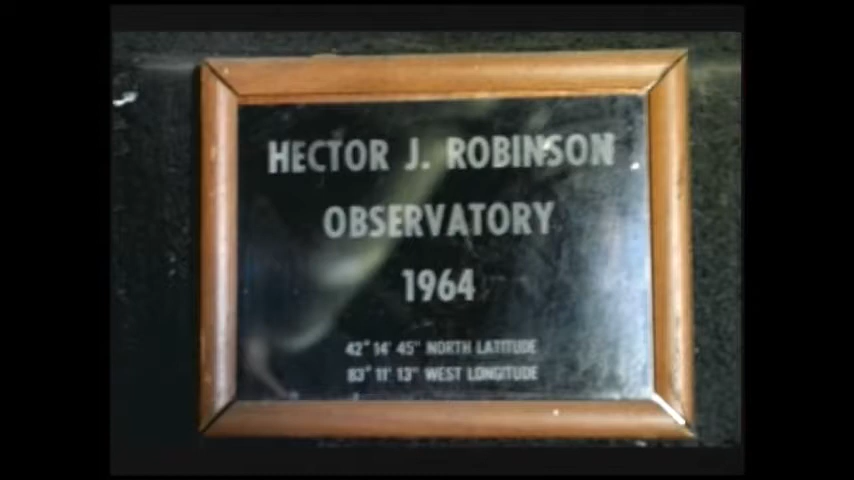 HECTOR J. ROBINSON
OBSERVATORY
1964
42° 14' 45" NORTH LATITUDE
83° 11' 13" WEST LONGITUDE